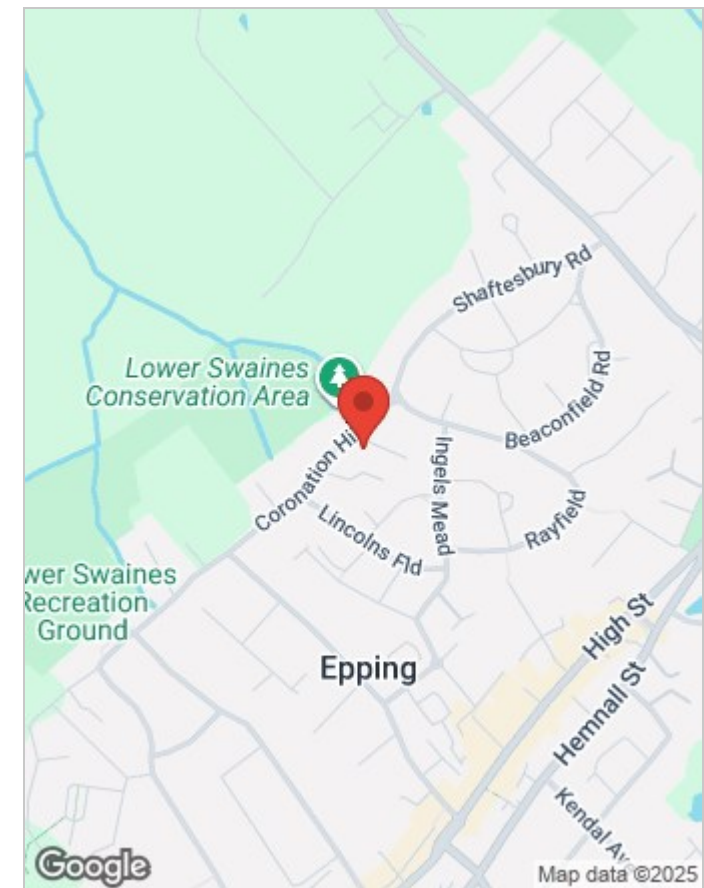 Shaftesbury Rd
Lower Swaines
Conservation Area
Beaconfield Rd
Coronation Hi
Ingels Mead
Lincolns Fld
Rayfield
wer Swaines
Recreation
Ground
High St
Epping
Hemnall St
Kendal Ave
Google
Map data ©2025